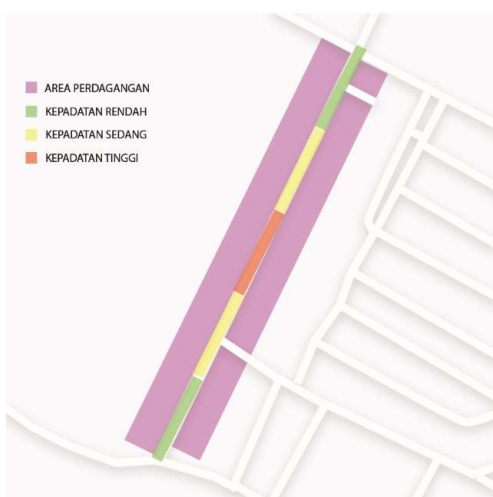 AREA PERDAGANGAN
KEPADATAN RENDAH
KEPADATAN SEDANG
KEPADATAN TINGGI